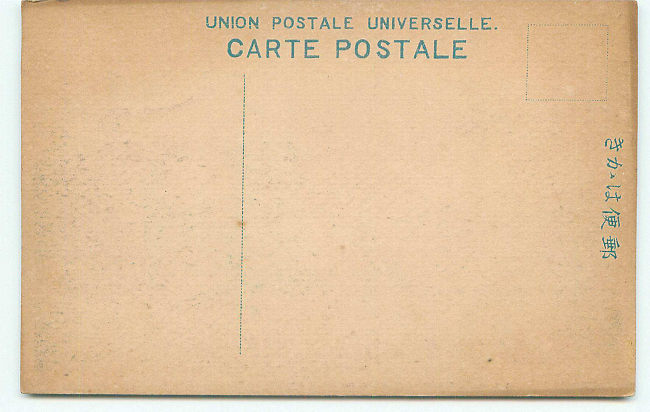 UNION POSTALE UNIVERSELLE.
CARTE POSTALE
きかは便郵